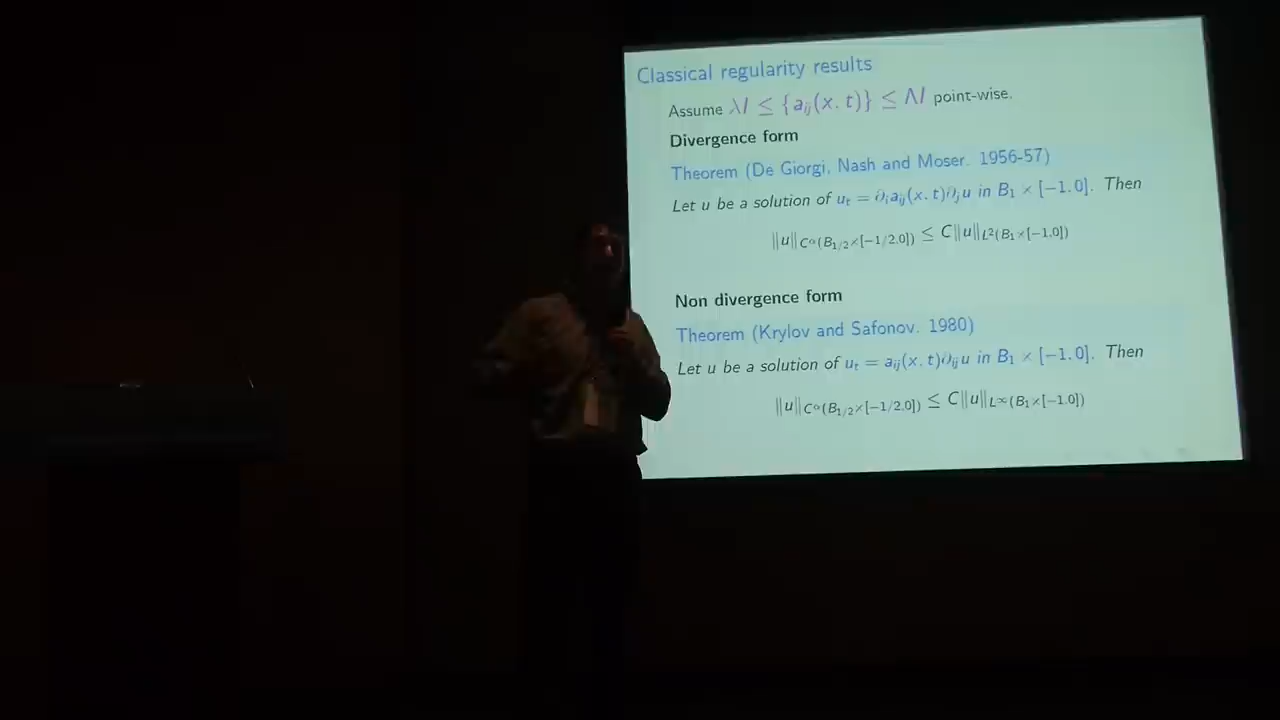 Classical regularity results
Assume λI ≤ {a_ij(x, t)} ≤ ΛI point-wise.
Divergence form
Theorem (De Giorgi, Nash and Moser. 1956-57)
Let u be a solution of u_t = ∂_i a_ij(x, t)∂_j u in B_1 × [−1, 0]. Then
‖u‖_{C^α(B_{1/2}×[−1/2,0])} ≤ C‖u‖_{L^2(B_1×[−1,0])}
Non divergence form
Theorem (Krylov and Safonov. 1980)
Let u be a solution of u_t = a_ij(x, t)∂_ij u in B_1 × [−1, 0]. Then
‖u‖_{C^α(B_{1/2}×[−1/2,0])} ≤ C‖u‖_{L^∞(B_1×[−1,0])}